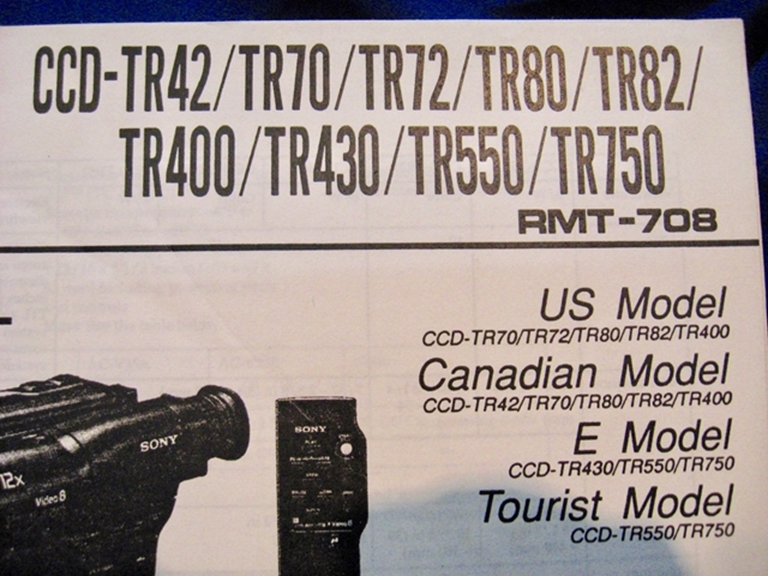 CCD-TR42/TR70/TR72/TR80/TR82/
TR400/TR430/TR550/TR750
RMT-708
US Model
CCD-TR70/TR72/TR80/TR82/TR400
Canadian Model
CCD-TR42/TR70/TR80/TR82/TR400
E Model
CCD-TR430/TR550/TR750
Tourist Model
CCD-TR550/TR750
SONY
12x
Video 8
SONY